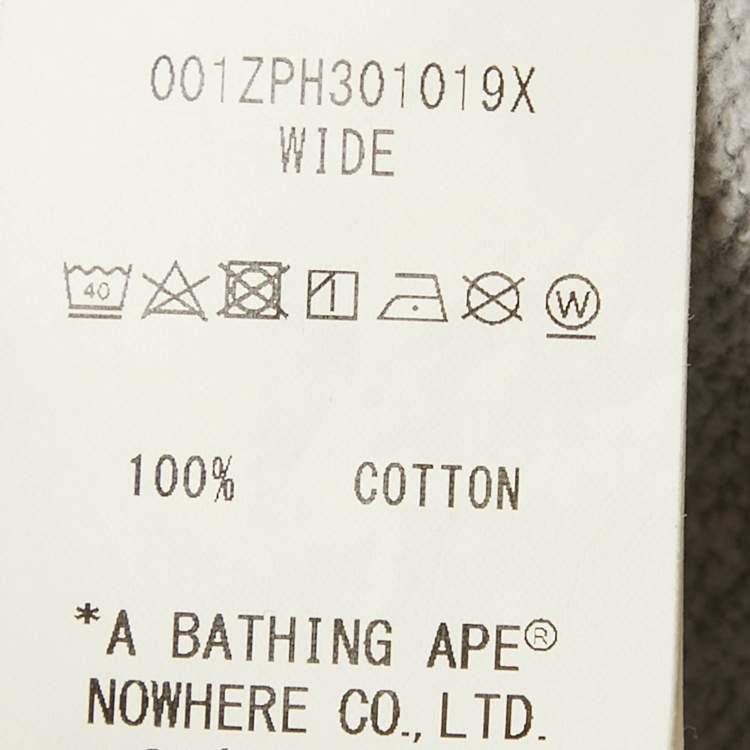 001ZPH301019X
WIDE
40 W
100% COTTON
*A BATHING APE®
NOWHERE CO., LTD.